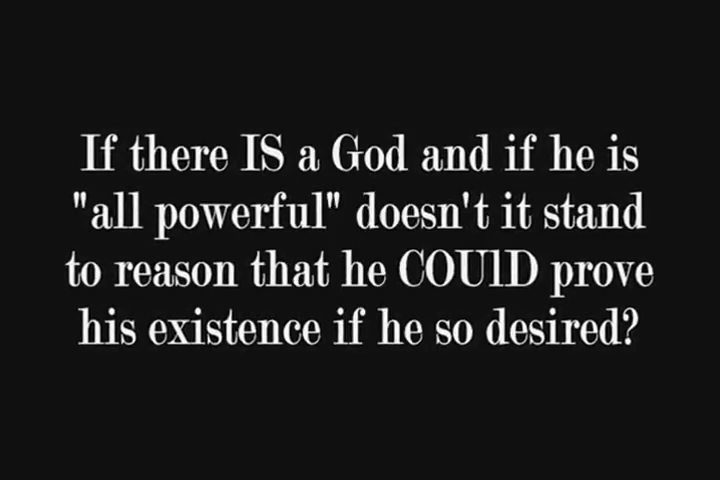 If there IS a God and if he is
"all powerful" doesn't it stand
to reason that he COUlD prove
his existence if he so desired?